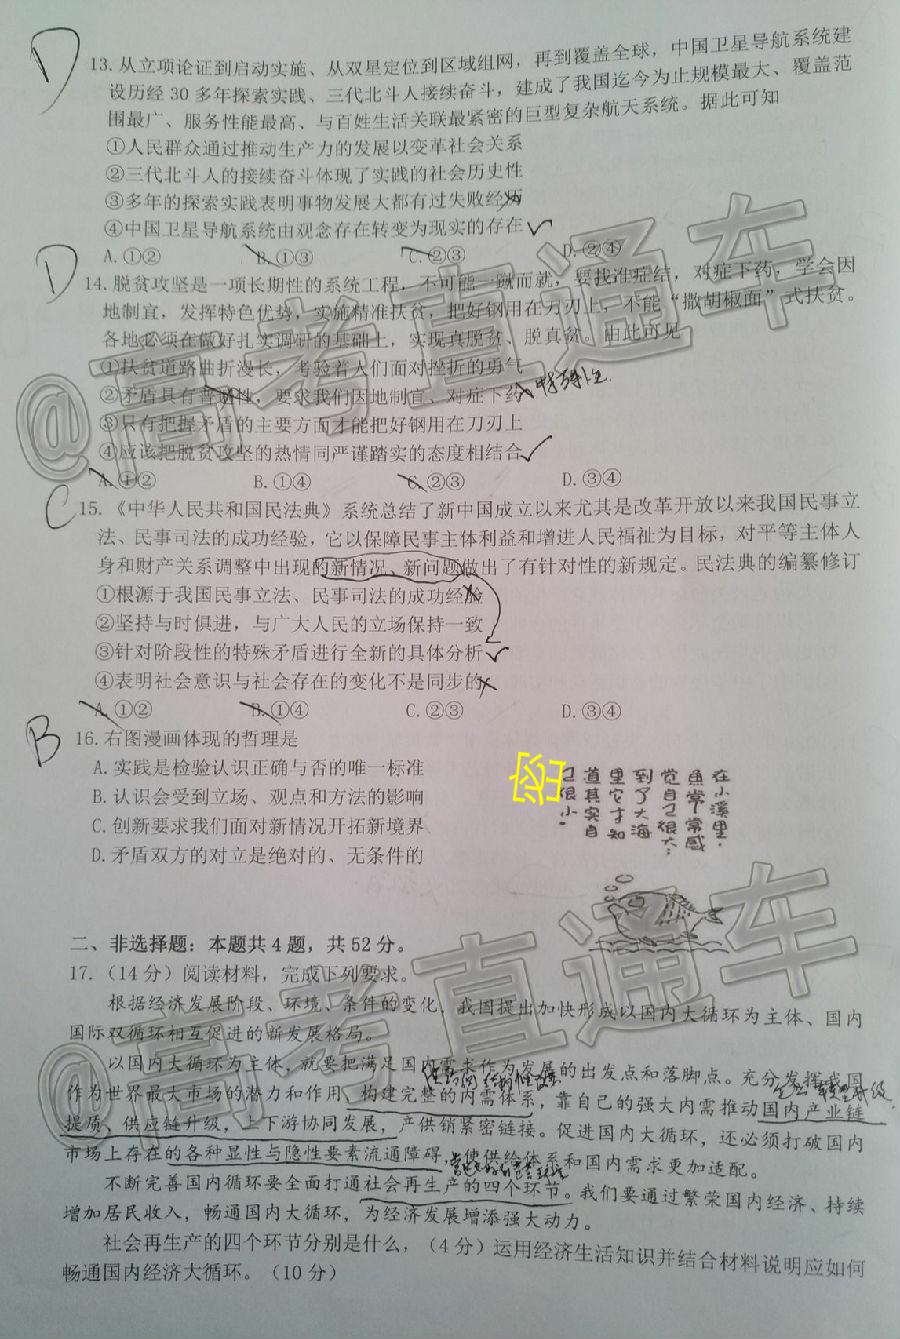 D
13.从立项论证到启动实施、从双星定位到区域组网，再到覆盖全球，中国卫星导航系统建
设历经30多年探索实践、三代北斗人接续奋斗，建成了我国迄今为止规模最大、覆盖范
围最广、服务性能最高、与百姓生活关联最紧密的巨型复杂航天系统。据此可知
①人民群众通过推动生产力的发展以变革社会关系
②三代北斗人的接续奋斗体现了实践的社会历史性
③多年的探索实践表明事物发展大都有过失败经历
④中国卫星导航系统由观念存在转变为现实的存在
A.①② B.①③ C.②③ D.②④
D
14.脱贫攻坚是一项长期性的系统工程，不可能一蹴而就，要找准症结，对症下药，学会因
地制宜，发挥特色优势，实施精准扶贫，把好钢用在刀刃上，不能“撒胡椒面”式扶贫。
各地必须在做好扎实调研的基础上，实现真脱贫、脱真贫。由此可见
①扶贫道路曲折漫长，考验着人们面对挫折的勇气
②矛盾具有普遍性，要求我们因地制宜、对症下药 特殊性
③只有把握矛盾的主要方面才能把好钢用在刀刃上
④应该把脱贫攻坚的热情同严谨踏实的态度相结合
A.①② B.①④ C.②③ D.③④
C
15.《中华人民共和国民法典》系统总结了新中国成立以来尤其是改革开放以来我国民事立
法、民事司法的成功经验，它以保障民事主体利益和增进人民福祉为目标，对平等主体人
身和财产关系调整中出现的新情况、新问题做出了有针对性的新规定。民法典的编纂修订
①根源于我国民事立法、民事司法的成功经验
②坚持与时俱进，与广大人民的立场保持一致
③针对阶段性的特殊矛盾进行全新的具体分析
④表明社会意识与社会存在的变化不是同步的
A.①② B.①④ C.②③ D.③④
B
16.右图漫画体现的哲理是
A.实践是检验认识正确与否的唯一标准
B.认识会受到立场、观点和方法的影响
C.创新要求我们面对新情况开拓新境界
D.矛盾双方的对立是绝对的、无条件的
在小溪里，
通常常感
觉自己很大；
到了大海
里它才知
道其实自
己很小。
二、非选择题：本题共4题，共52分。
17.（14分）阅读材料，完成下列要求。
根据经济发展阶段、环境、条件的变化，我国提出加快形成以国内大循环为主体、国内
国际双循环相互促进的新发展格局。
以国内大循环为主体，就要把满足国内需求作为发展的出发点和落脚点。充分发挥我国
作为世界最大市场的潜力和作用，构建完整的内需体系，靠自己的强大内需推动国内产业链
提质、供应链升级，上下游协同发展，产供销紧密链接。促进国内大循环，还必须打破国内
市场上存在的各种显性与隐性要素流通障碍，使供给体系和国内需求更加适配。
不断完善国内循环要全面打通社会再生产的四个环节。我们要通过繁荣国内经济、持续
增加居民收入，畅通国内大循环，为经济发展增添强大动力。
社会再生产的四个环节分别是什么，（4分）运用经济生活知识并结合材料说明应如何
畅通国内经济大循环。（10分）
@高考直通车
@高考直通车